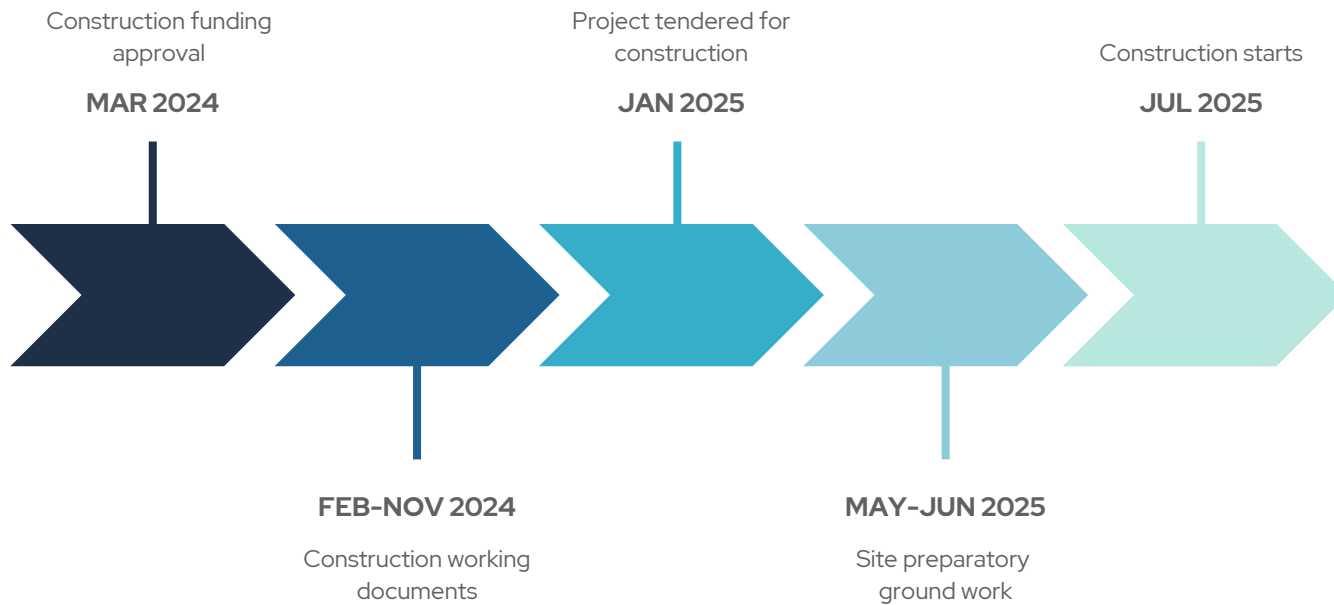 Construction funding
approval
MAR 2024
FEB-NOV 2024
Construction working
documents
Project tendered for
construction
JAN 2025
MAY-JUN 2025
Site preparatory
ground work
Construction starts
JUL 2025